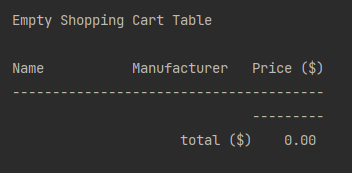 Empty Shopping Cart Table
Name           Manufacturer   Price ($)
---------------------------------------
                              ---------
                     total ($)    0.00